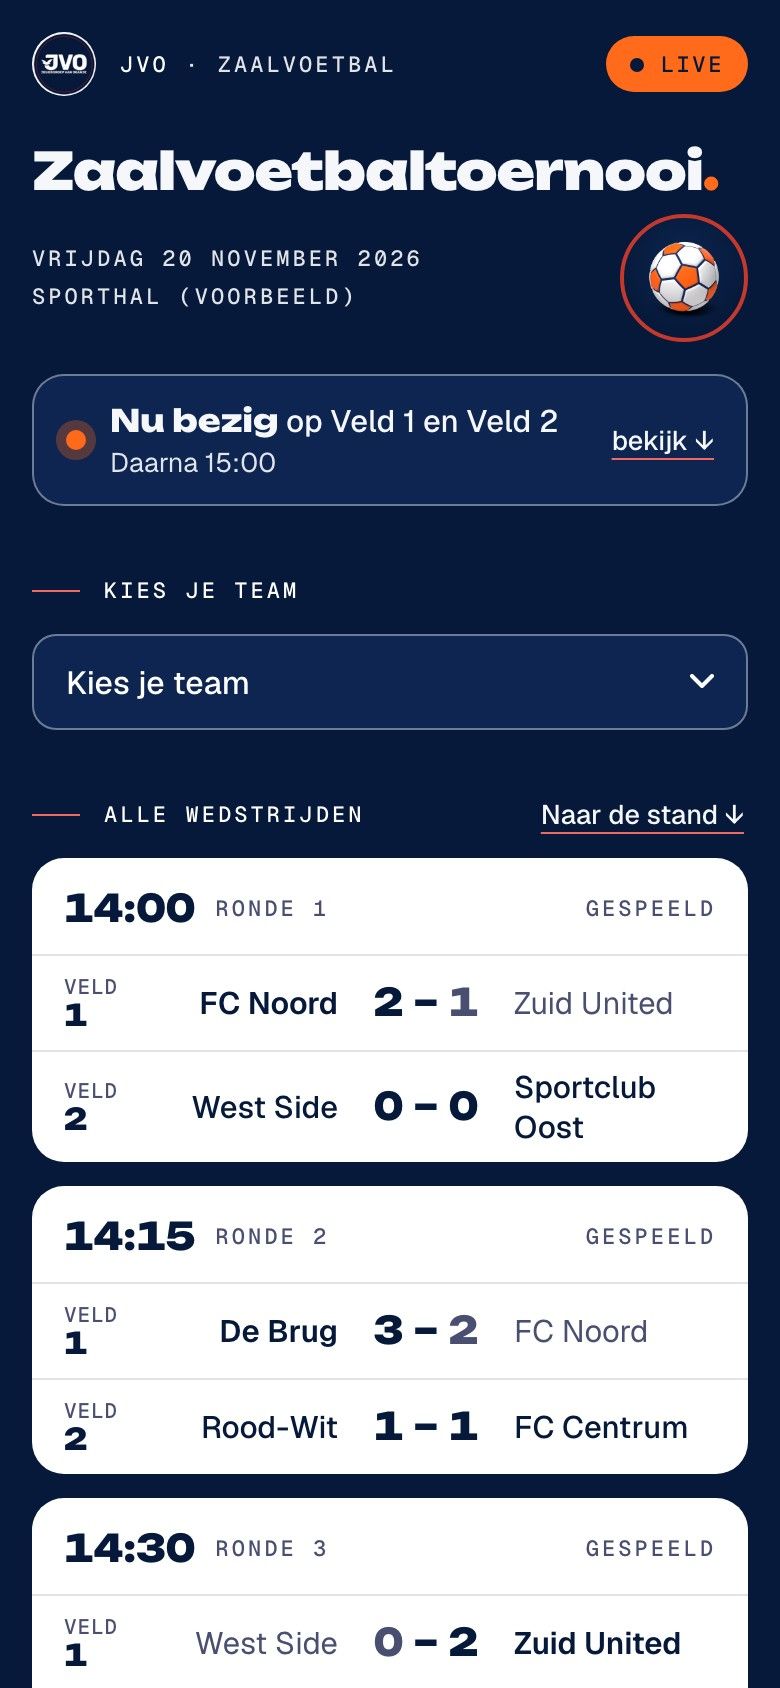 JVO
JVO · ZAALVOETBAL
● LIVE
Zaalvoetbaltoernooi.
VRIJDAG 20 NOVEMBER 2026
SPORTHAL (VOORBEELD)
Nu bezig op Veld 1 en Veld 2
Daarna 15:00
bekijk ↓
KIES JE TEAM
Kies je team
ALLE WEDSTRIJDEN
Naar de stand ↓
14:00 RONDE 1 GESPEELD
VELD
1
FC Noord 2 – 1 Zuid United
VELD
2
West Side 0 – 0 Sportclub
Oost
14:15 RONDE 2 GESPEELD
VELD
1
De Brug 3 – 2 FC Noord
VELD
2
Rood-Wit 1 – 1 FC Centrum
14:30 RONDE 3 GESPEELD
VELD
1
West Side 0 – 2 Zuid United